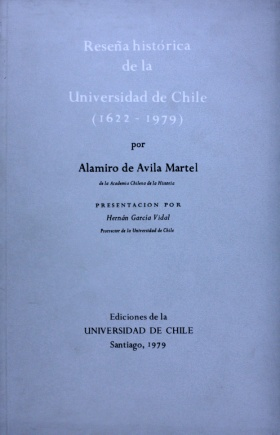 Reseña histórica
de la
Universidad de Chile
(1622 - 1979)
por
Alamiro de Avila Martel
de la Academia Chilena de la Historia
PRESENTACION POR
Hernán García Vidal
Prorrector de la Universidad de Chile
Ediciones de la
UNIVERSIDAD DE CHILE
Santiago, 1979